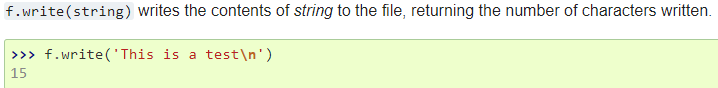 f.write(string) writes the contents of string to the file, returning the number of characters written.
>>> f.write('This is a test\n')
15